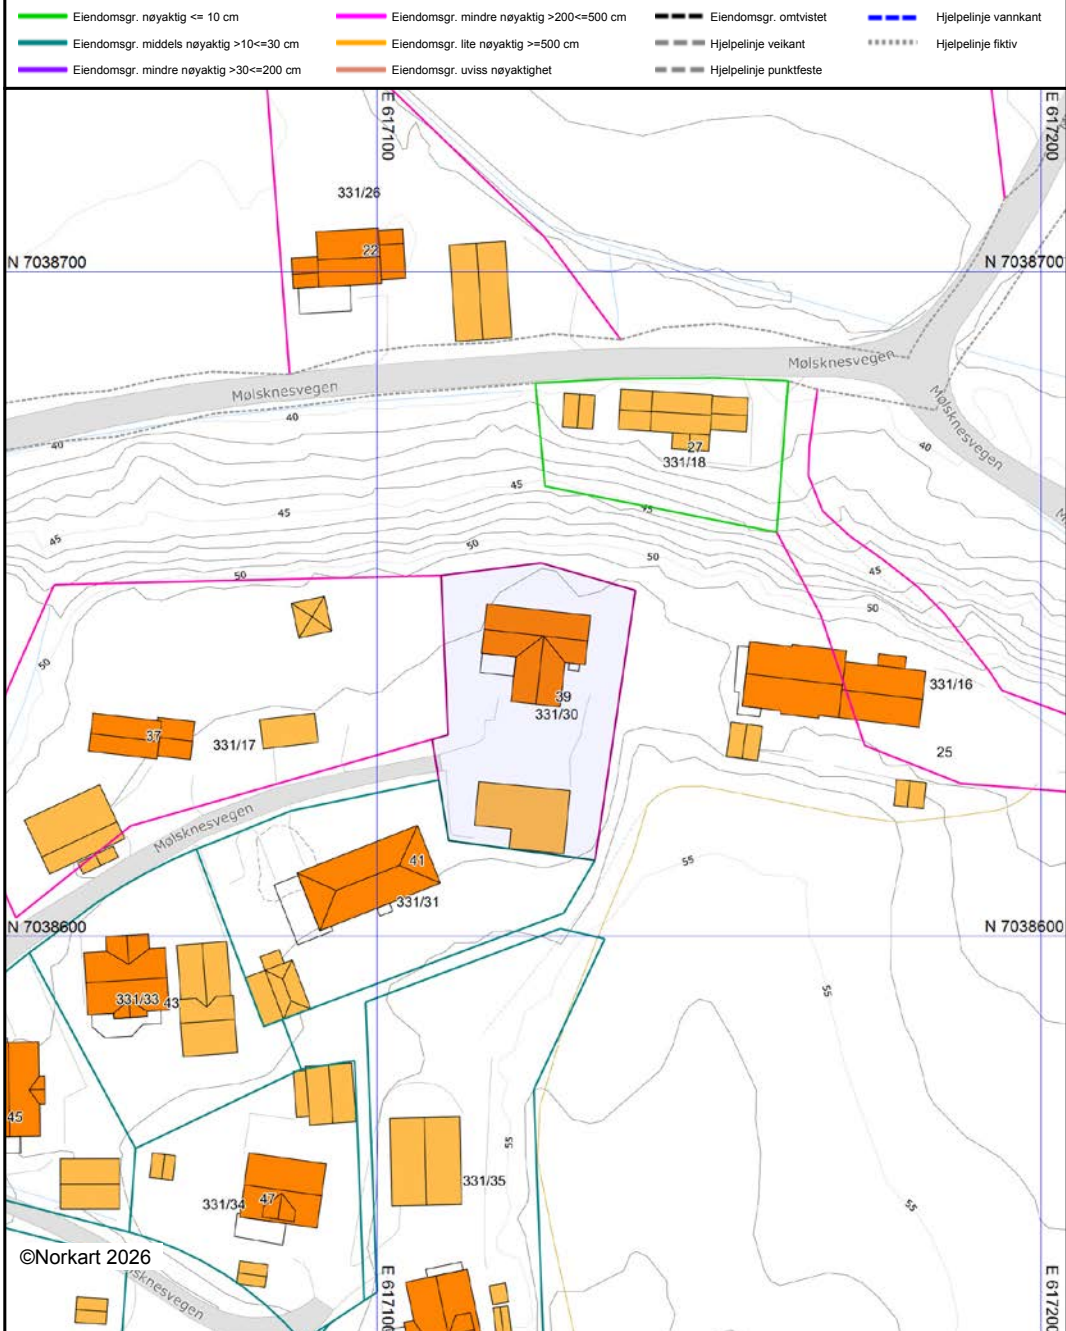 Eiendomsgr. nøyaktig <= 10 cm
Eiendomsgr. mindre nøyaktig >200<=500 cm
Eiendomsgr. omtvistet
Hjelpelinje vannkant
Eiendomsgr. middels nøyaktig >10<=30 cm
Eiendomsgr. lite nøyaktig >=500 cm
Hjelpelinje veikant
Hjelpelinje fiktiv
Eiendomsgr. mindre nøyaktig >30<=200 cm
Eiendomsgr. uviss nøyaktighet
Hjelpelinje punktfeste
E 617100
E 617200
331/26
22
N 7038700
N 7038700
Mølsknesvegen
Mølsknesvegen
Mølsknesvegen
40
40
40
27
331/18
45
45
45
45
50
50
50
50
50
39
331/30
331/16
25
37
331/17
Mølsknesvegen
41
331/31
55
N 7038600
N 7038600
331/33
43
55
45
55
331/35
331/34
47
55
©Norkart 2026
E 617100
E 617200